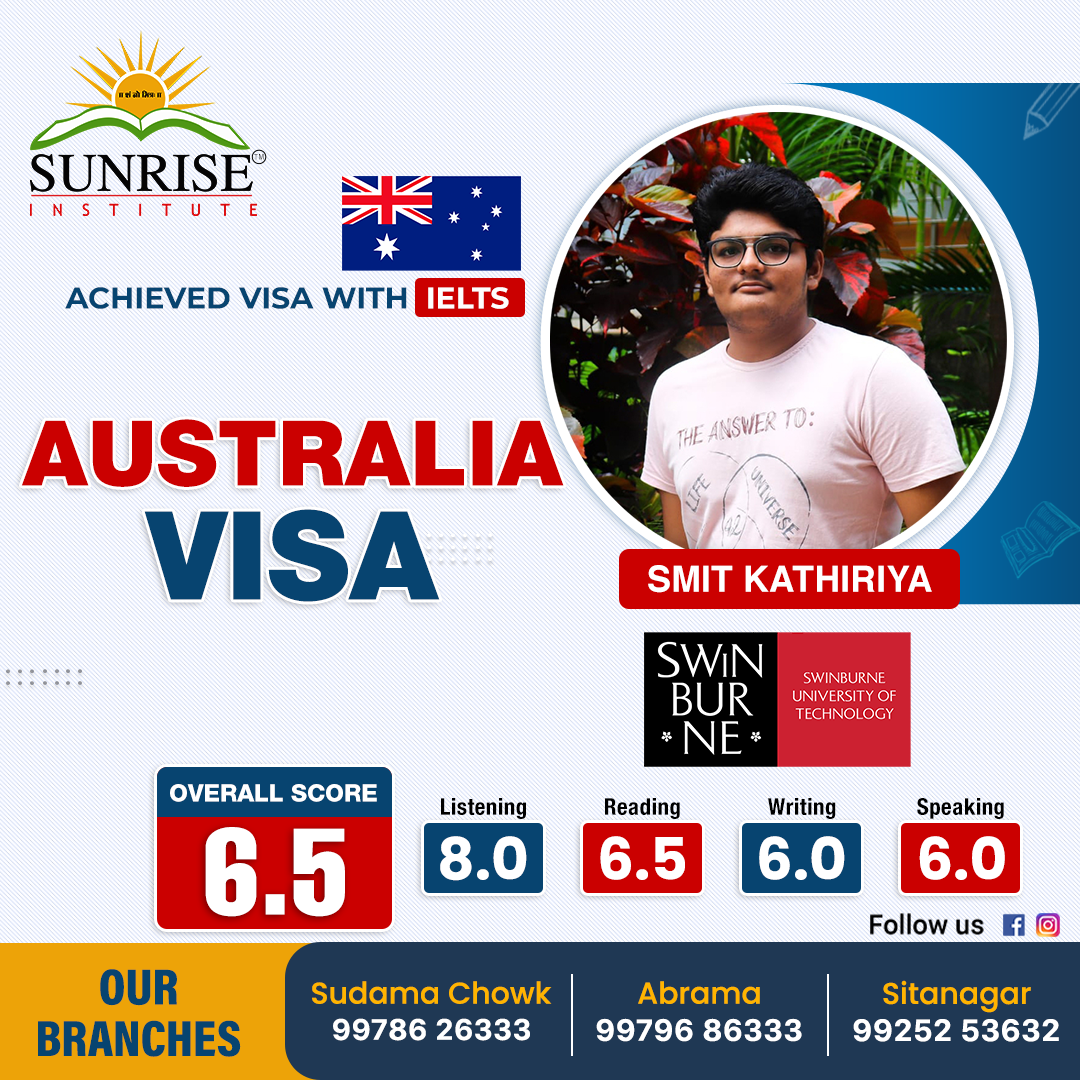 SUNRISE TM
INSTITUTE
ACHIEVED VISA WITH IELTS
AUSTRALIA
VISA
THE ANSWER TO:
LIFE
UNIVERSE
SMIT KATHIRIYA
SWiN
BUR
NE
SWINBURNE
UNIVERSITY OF
TECHNOLOGY
OVERALL SCORE
6.5
Listening
8.0
Reading
6.5
Writing
6.0
Speaking
6.0
Follow us
OUR
BRANCHES
Sudama Chowk
99786 26333
Abrama
99796 86333
Sitanagar
99252 53632